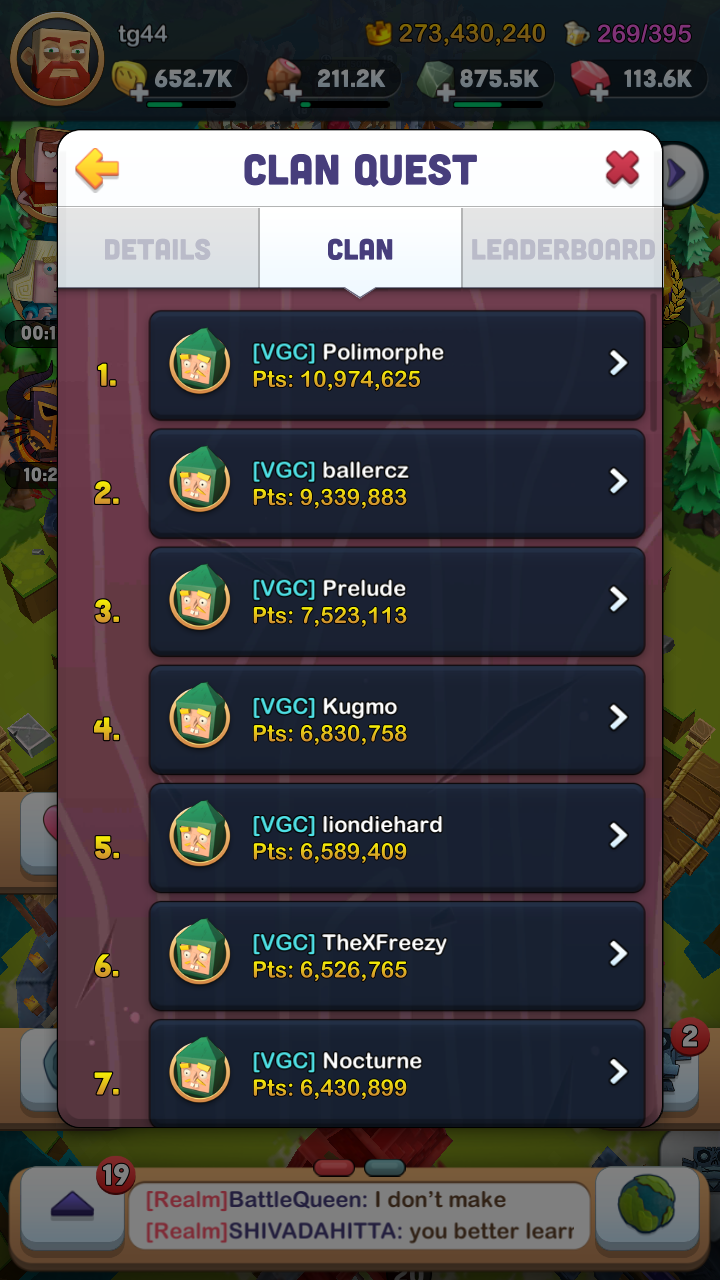 tg44
273,430,240
269/395
652.7K
211.2K
875.5K
113.6K
CLAN QUEST
DETAILS
CLAN
LEADERBOARD
1.
[VGC] Polimorphe
Pts: 10,974,625
2.
[VGC] ballercz
Pts: 9,339,883
3.
[VGC] Prelude
Pts: 7,523,113
4.
[VGC] Kugmo
Pts: 6,830,758
5.
[VGC] liondiehard
Pts: 6,589,409
6.
[VGC] TheXFreezy
Pts: 6,526,765
7.
[VGC] Nocturne
Pts: 6,430,899
00:1
10:2
2
19
[Realm]BattleQueen: I don't make
[Realm]SHIVADAHITTA: you better learn